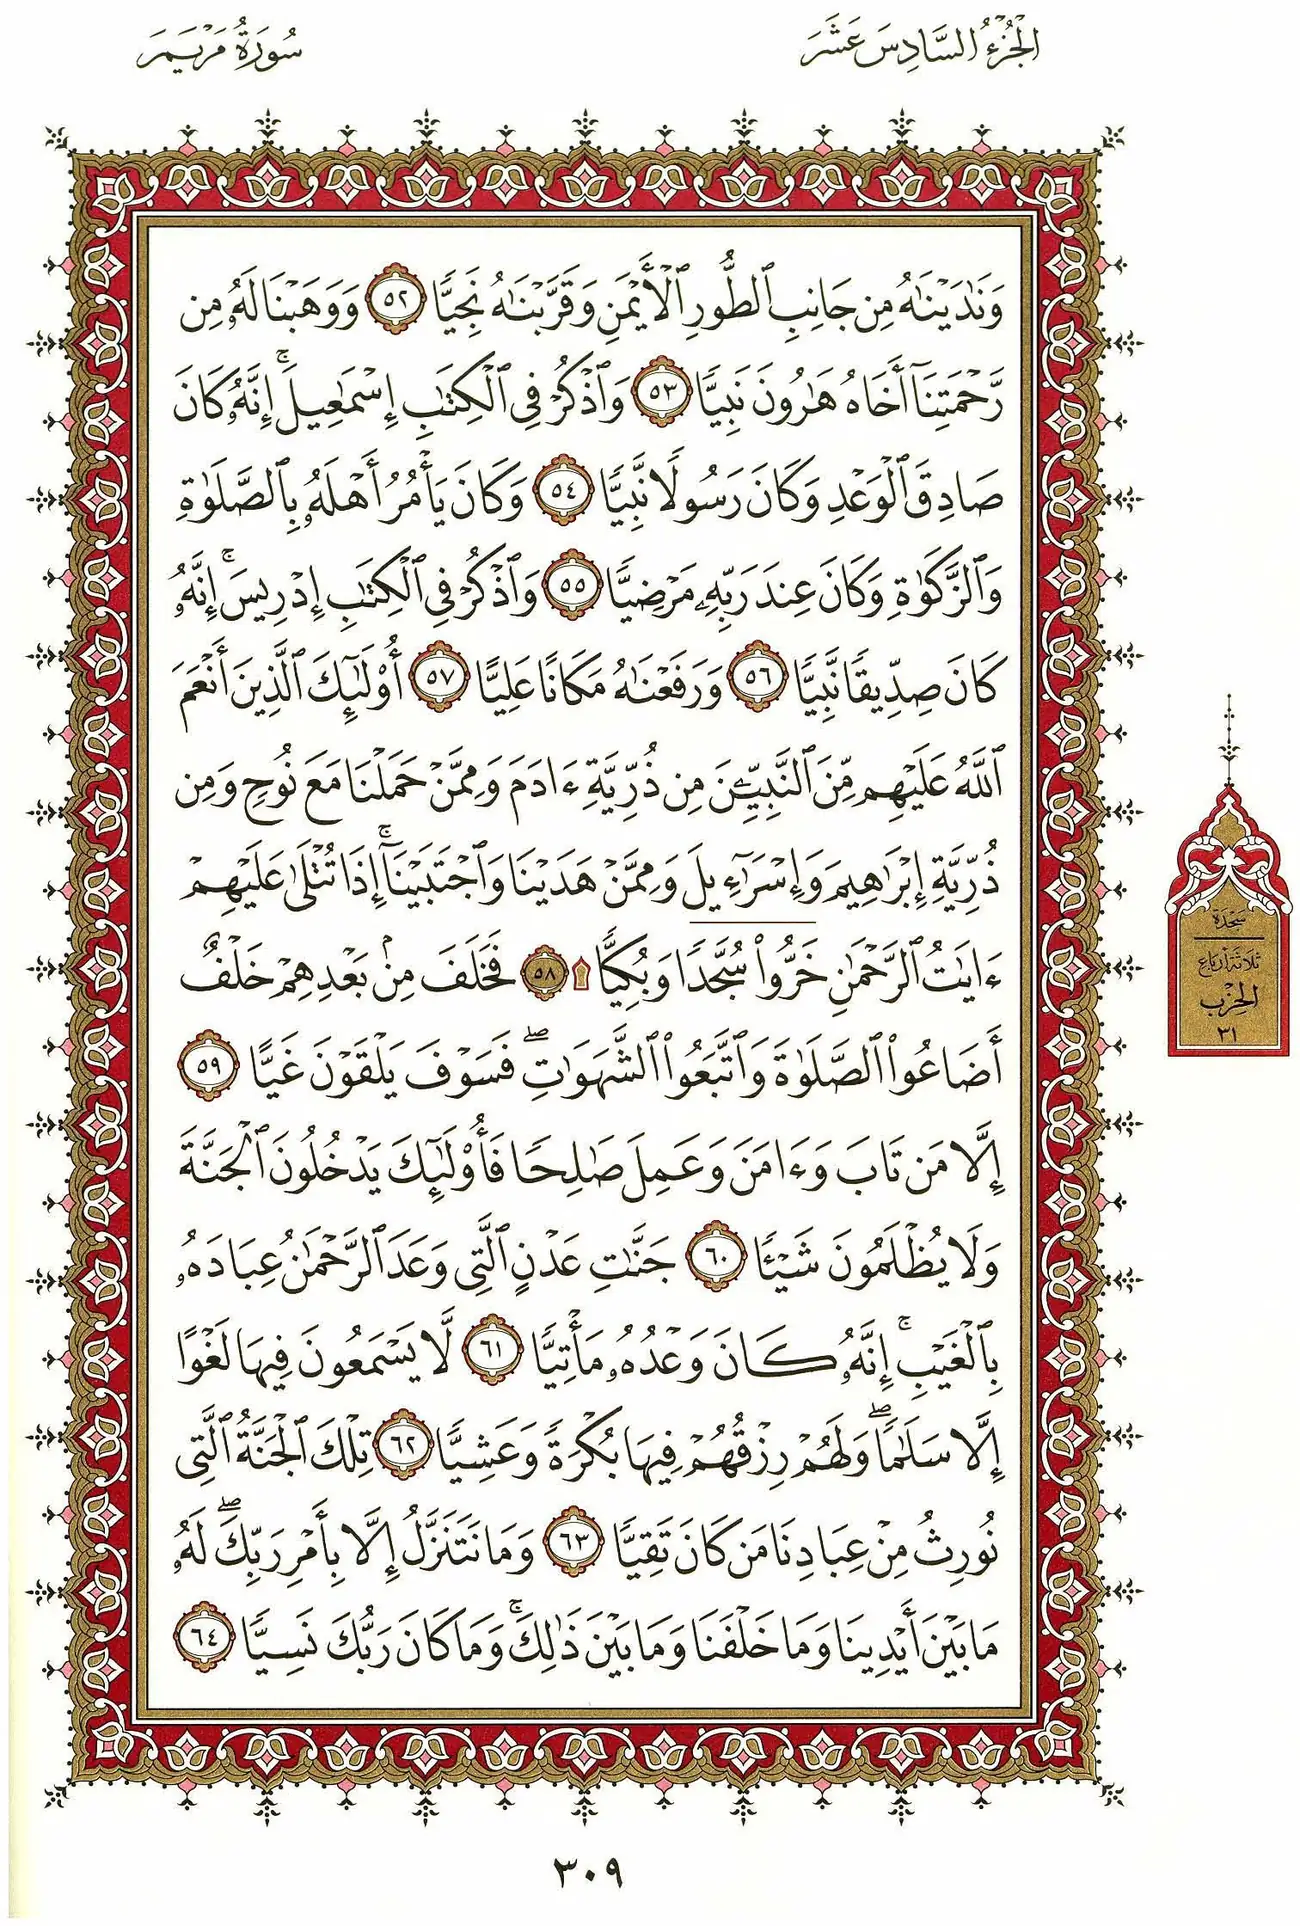 الجزء السادس عشر
سورة مريم
وَنَٰدَيْنَٰهُ مِن جَانِبِ ٱلطُّورِ ٱلْأَيْمَنِ وَقَرَّبْنَٰهُ نَجِيًّا ٥٢ وَوَهَبْنَا لَهُۥ مِن
رَّحْمَتِنَآ أَخَاهُ هَٰرُونَ نَبِيًّا ٥٣ وَٱذْكُرْ فِى ٱلْكِتَٰبِ إِسْمَٰعِيلَ ۚ إِنَّهُۥ كَانَ
صَادِقَ ٱلْوَعْدِ وَكَانَ رَسُولًا نَّبِيًّا ٥٤ وَكَانَ يَأْمُرُ أَهْلَهُۥ بِٱلصَّلَوٰةِ
وَٱلزَّكَوٰةِ وَكَانَ عِندَ رَبِّهِۦ مَرْضِيًّا ٥٥ وَٱذْكُرْ فِى ٱلْكِتَٰبِ إِدْرِيسَ ۚ إِنَّهُۥ
كَانَ صِدِّيقًا نَّبِيًّا ٥٦ وَرَفَعْنَٰهُ مَكَانًا عَلِيًّا ٥٧ أُو۟لَٰٓئِكَ ٱلَّذِينَ أَنْعَمَ
ٱللَّهُ عَلَيْهِم مِّنَ ٱلنَّبِيِّۦنَ مِن ذُرِّيَّةِ ءَادَمَ وَمِمَّنْ حَمَلْنَا مَعَ نُوحٍ وَمِن
ذُرِّيَّةِ إِبْرَٰهِيمَ وَإِسْرَٰٓءِيلَ وَمِمَّنْ هَدَيْنَا وَٱجْتَبَيْنَآ ۚ إِذَا تُتْلَىٰ عَلَيْهِمْ
ءَايَٰتُ ٱلرَّحْمَٰنِ خَرُّوا۟ سُجَّدًا وَبُكِيًّا ۩ ٥٨ فَخَلَفَ مِنۢ بَعْدِهِمْ خَلْفٌ
أَضَاعُوا۟ ٱلصَّلَوٰةَ وَٱتَّبَعُوا۟ ٱلشَّهَوَٰتِ ۖ فَسَوْفَ يَلْقَوْنَ غَيًّا ٥٩
إِلَّا مَن تَابَ وَءَامَنَ وَعَمِلَ صَٰلِحًا فَأُو۟لَٰٓئِكَ يَدْخُلُونَ ٱلْجَنَّةَ
وَلَا يُظْلَمُونَ شَيْـًٔا ٦٠ جَنَّٰتِ عَدْنٍ ٱلَّتِى وَعَدَ ٱلرَّحْمَٰنُ عِبَادَهُۥ
بِٱلْغَيْبِ ۚ إِنَّهُۥ كَانَ وَعْدُهُۥ مَأْتِيًّا ٦١ لَّا يَسْمَعُونَ فِيهَا لَغْوًا
إِلَّا سَلَٰمًا ۖ وَلَهُمْ رِزْقُهُمْ فِيهَا بُكْرَةً وَعَشِيًّا ٦٢ تِلْكَ ٱلْجَنَّةُ ٱلَّتِى
نُورِثُ مِنْ عِبَادِنَا مَن كَانَ تَقِيًّا ٦٣ وَمَا نَتَنَزَّلُ إِلَّا بِأَمْرِ رَبِّكَ ۖ لَهُۥ
مَا بَيْنَ أَيْدِينَا وَمَا خَلْفَنَا وَمَا بَيْنَ ذَٰلِكَ ۚ وَمَا كَانَ رَبُّكَ نَسِيًّا ٦٤
سجدة
ثلاثة أرباع
الحزب
٣١
٣٠٩